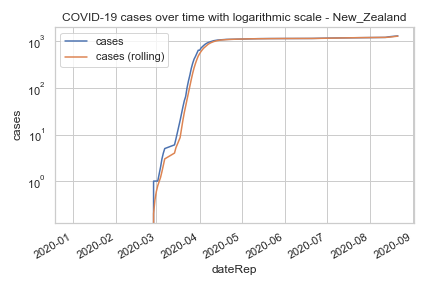 COVID-19 cases over time with logarithmic scale - New_Zealand
cases
cases (rolling)
10³
10²
10¹
10⁰
cases
2020-01
2020-02
2020-03
2020-04
2020-05
2020-06
2020-07
2020-08
2020-09
dateRep